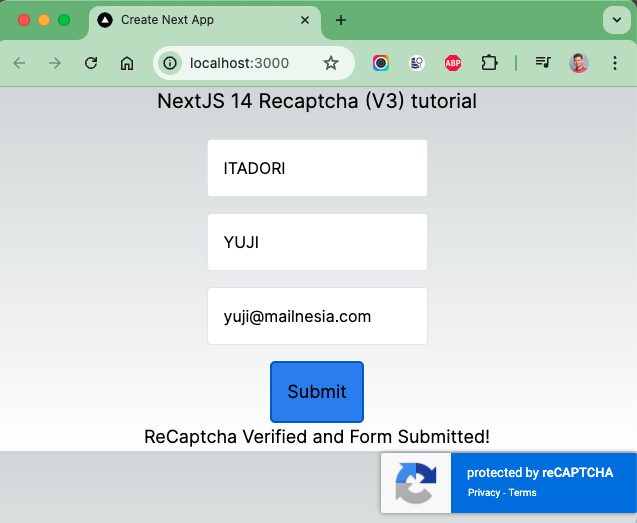 Create Next App
localhost:3000
ABP
NextJS 14 Recaptcha (V3) tutorial
ITADORI
YUJI
yuji@mailnesia.com
Submit
ReCaptcha Verified and Form Submitted!
protected by reCAPTCHA
Privacy - Terms